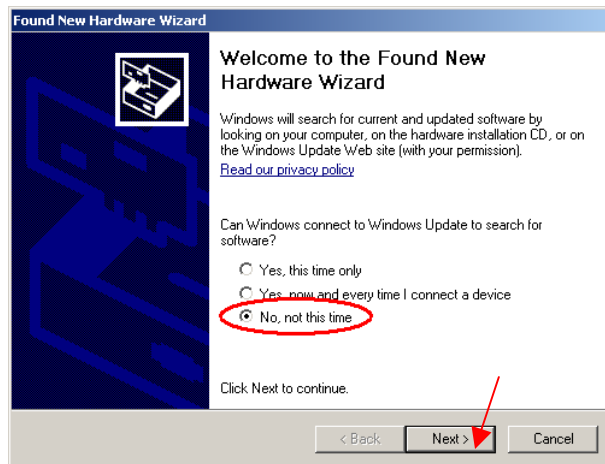 Found New Hardware Wizard
Welcome to the Found New
Hardware Wizard
Windows will search for current and updated software by
looking on your computer, on the hardware installation CD, or on
the Windows Update Web site (with your permission).
Read our privacy policy
Can Windows connect to Windows Update to search for
software?
Yes, this time only
Yes, now and every time I connect a device
No, not this time
Click Next to continue.
< Back
Next >
Cancel